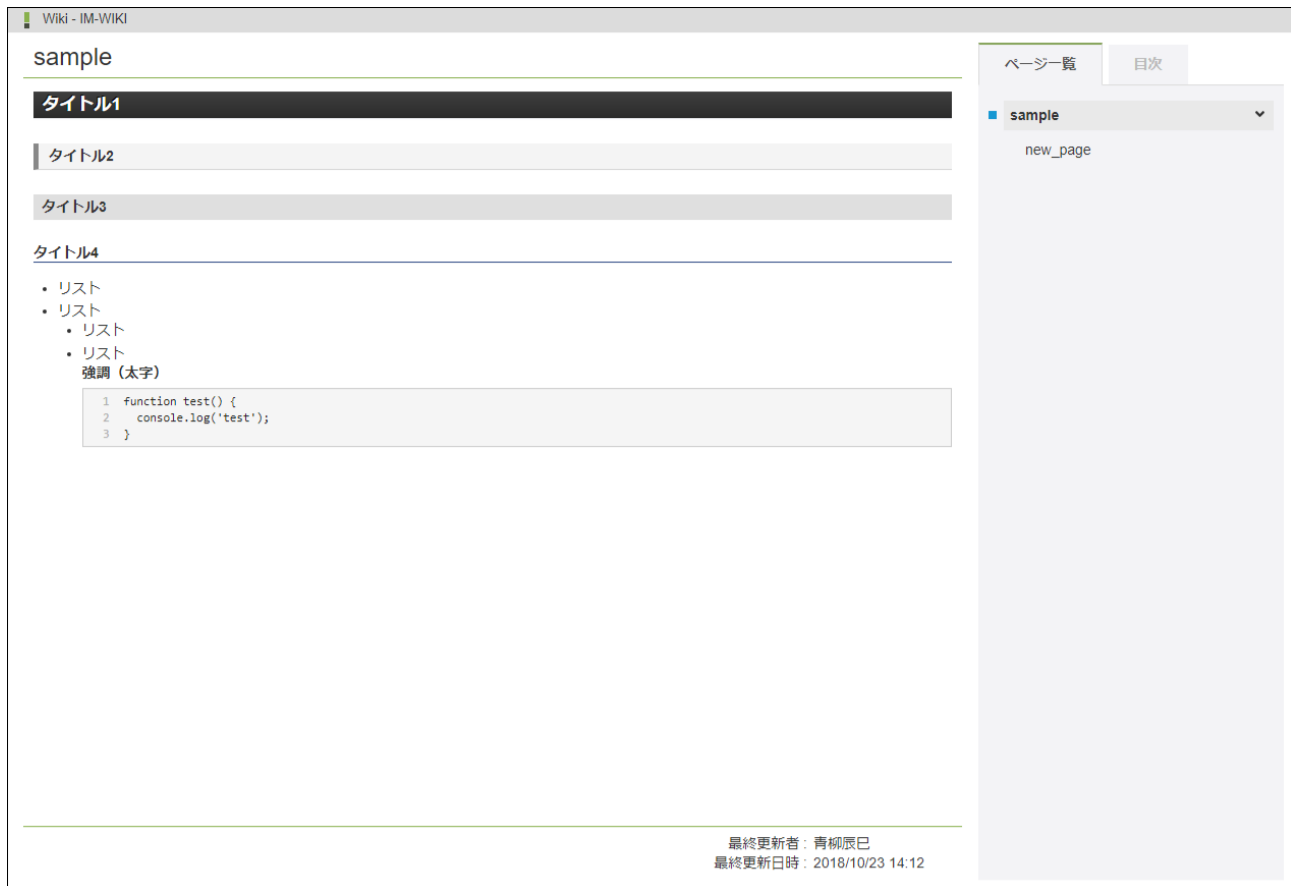 Wiki - IM-WIKI
sample
タイトル1
タイトル2
タイトル3
タイトル4
• リスト
• リスト
• リスト
• リスト
強調（太字）
1 function test() {
2   console.log('test');
3 }
最終更新者 : 青柳辰巳
最終更新日時 : 2018/10/23 14:12
ページ一覧 目次
sample
new_page